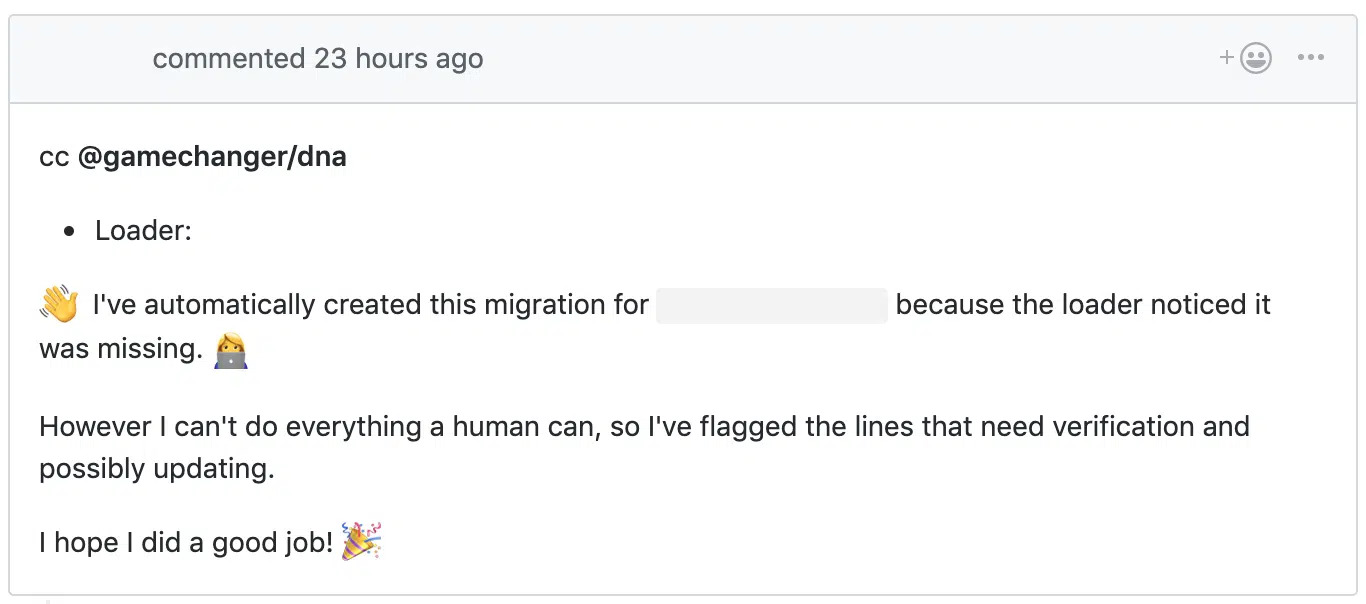 commented 23 hours ago
cc @gamechanger/dna
• Loader:
👋 I've automatically created this migration for because the loader noticed it
was missing. 👩‍💻
However I can't do everything a human can, so I've flagged the lines that need verification and
possibly updating.
I hope I did a good job! 🎉